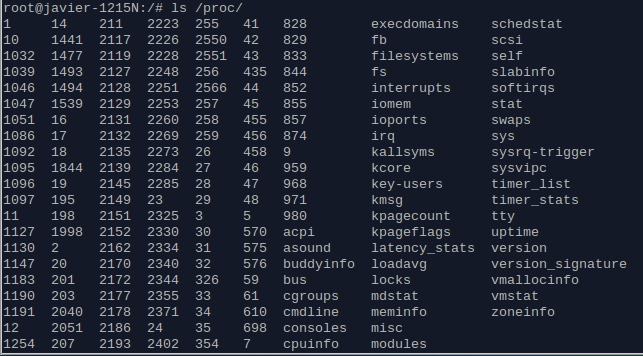 root@javier-1215N:/# ls /proc/
1 14 211 2223 255 41 828 execdomains schedstat
10 1441 2117 2226 2550 42 829 fb scsi
1032 1477 2119 2228 2551 43 833 filesystems self
1039 1493 2127 2248 256 435 844 fs slabinfo
1046 1494 2128 2251 2566 44 852 interrupts softirqs
1047 1539 2129 2253 257 45 855 iomem stat
1051 16 2131 2260 258 455 857 ioports swaps
1086 17 2132 2269 259 456 874 irq sys
1092 18 2135 2273 26 458 9 kallsyms sysrq-trigger
1095 1844 2139 2284 27 46 959 kcore sysvipc
1096 19 2145 2285 28 47 968 key-users timer_list
1097 195 2149 23 29 48 971 kmsg timer_stats
11 198 2151 2325 3 5 980 kpagecount tty
1127 1998 2152 2330 30 570 acpi kpageflags uptime
1130 2 2162 2334 31 575 asound latency_stats version
1147 20 2170 2340 32 576 buddyinfo loadavg version_signature
1183 201 2172 2344 326 59 bus locks vmallocinfo
1190 203 2177 2355 33 61 cgroups mdstat vmstat
1191 2040 2178 2371 34 610 cmdline meminfo zoneinfo
12 2051 2186 24 35 698 consoles misc
1254 207 2193 2402 354 7 cpuinfo modules